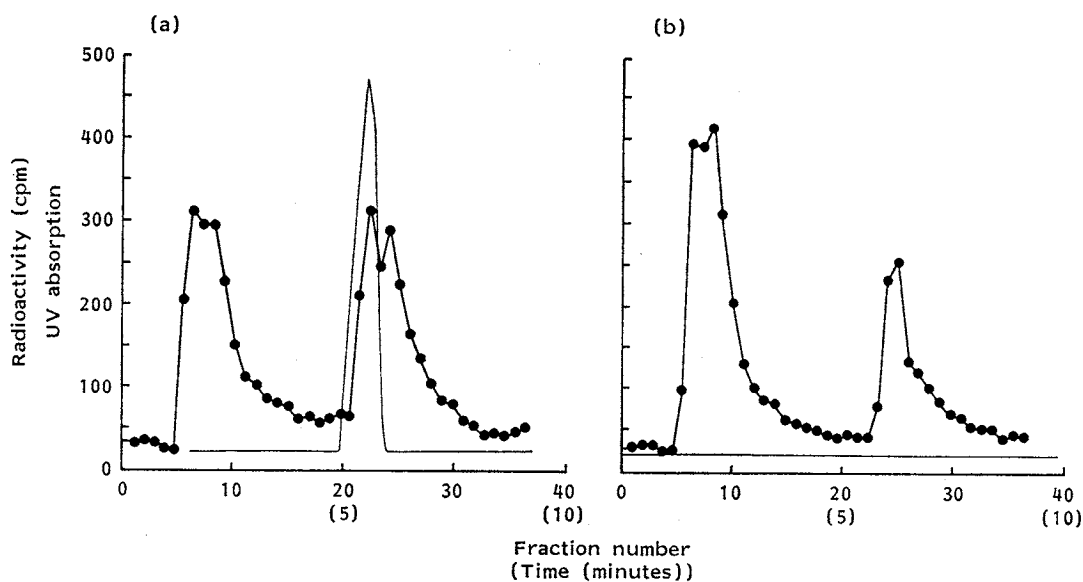 (a)
(b)
500
400
300
200
100
0
Radioactivity (cpm)
UV absorption
0 10 20 30 40
(5) (10)
0 10 20 30 40
(5) (10)
Fraction number
(Time (minutes))